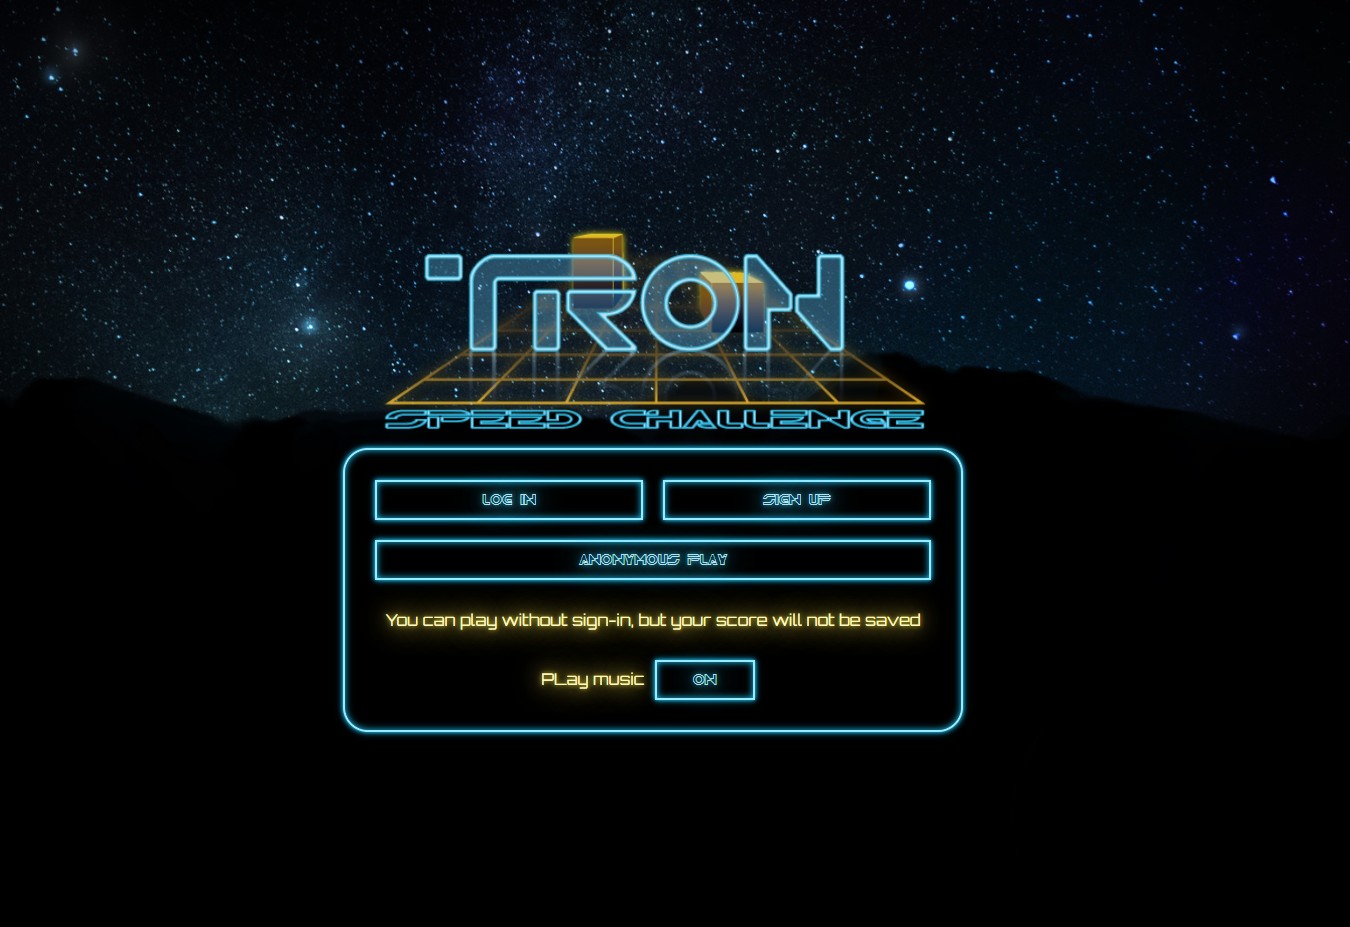 TRON
SPEED CHALLENGE
LOG IN
SIGN UP
ANONYMOUS PLAY
You can play without sign-in, but your score will not be saved
PLay music
ON